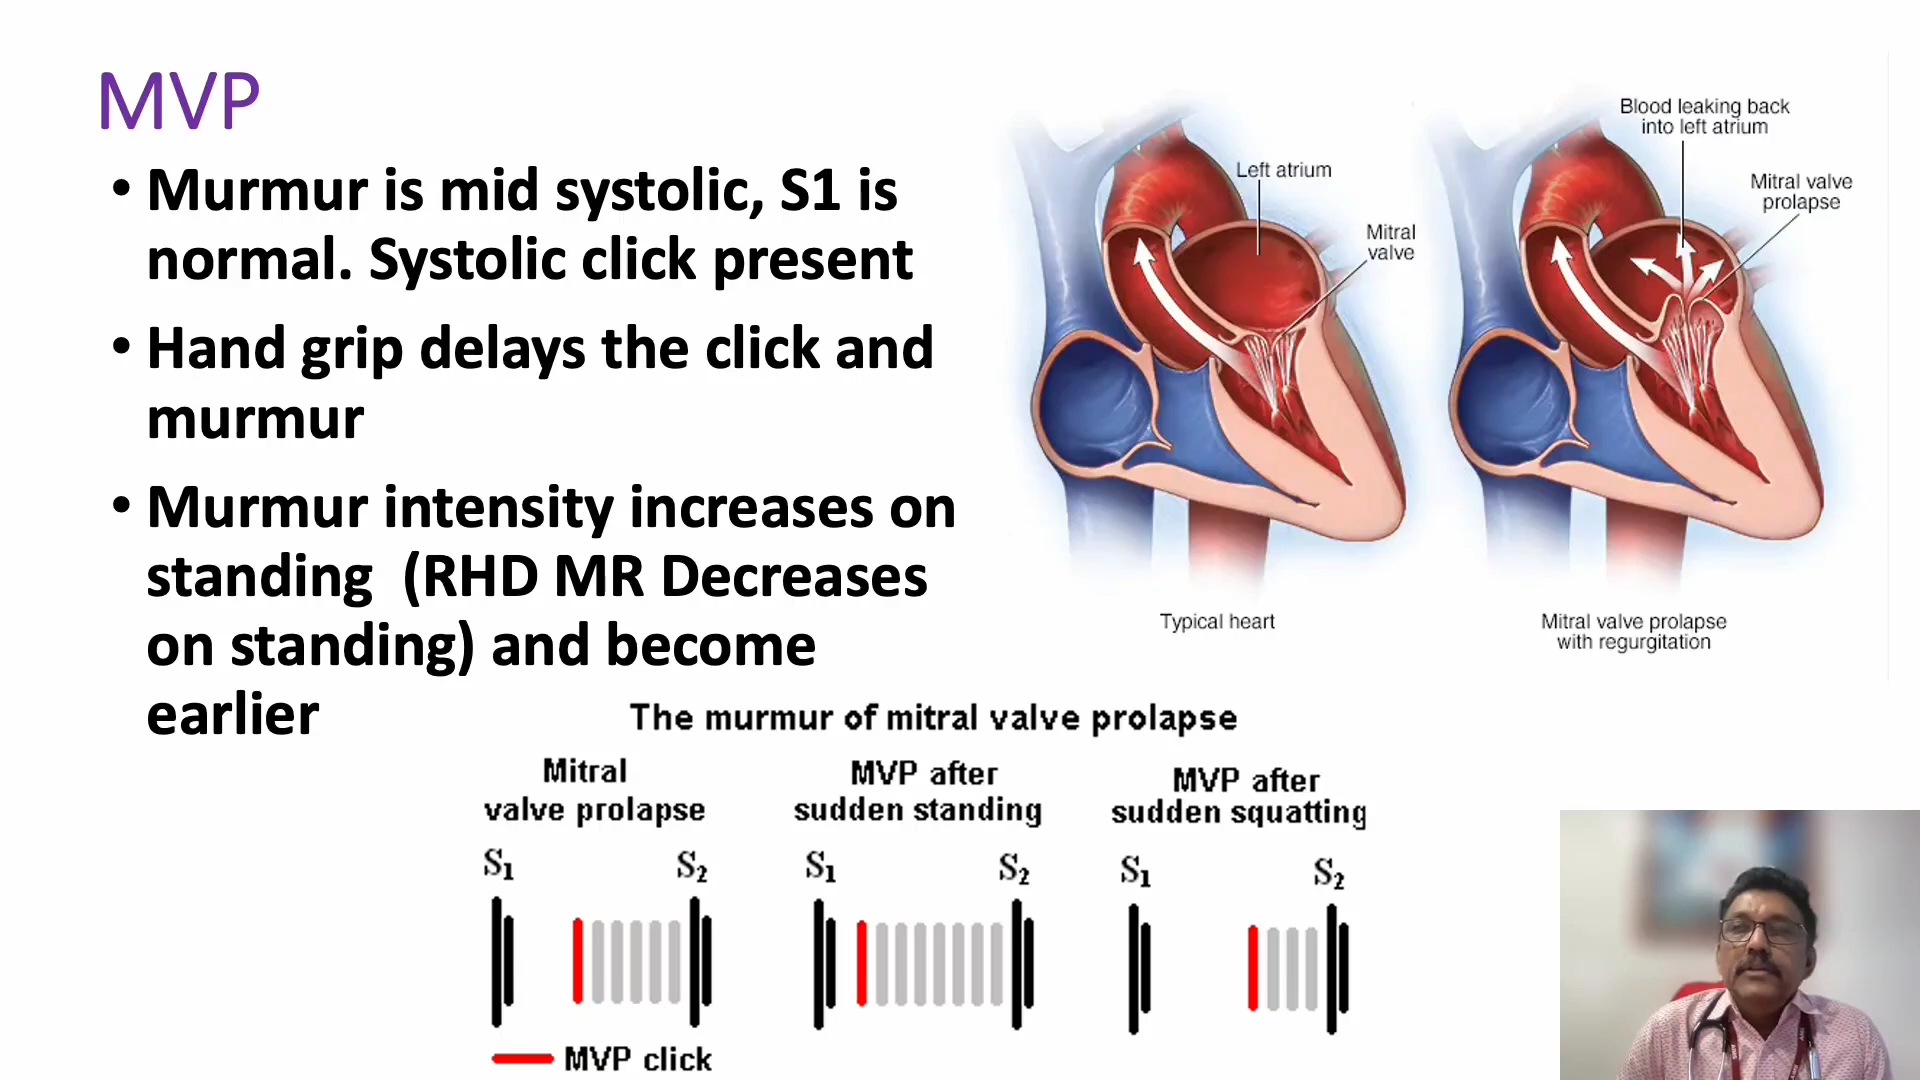 MVP
• Murmur is mid systolic, S1 is
normal. Systolic click present
• Hand grip delays the click and
murmur
• Murmur intensity increases on
standing (RHD MR Decreases
on standing) and become
earlier
Blood leaking back
into left atrium
Left atrium
Mitral valve
prolapse
Mitral
valve
Typical heart
Mitral valve prolapse
with regurgitation
The murmur of mitral valve prolapse
Mitral
valve prolapse
MVP after
sudden standing
MVP after
sudden squatting
S1 S2
S1 S2
S1 S2
MVP click